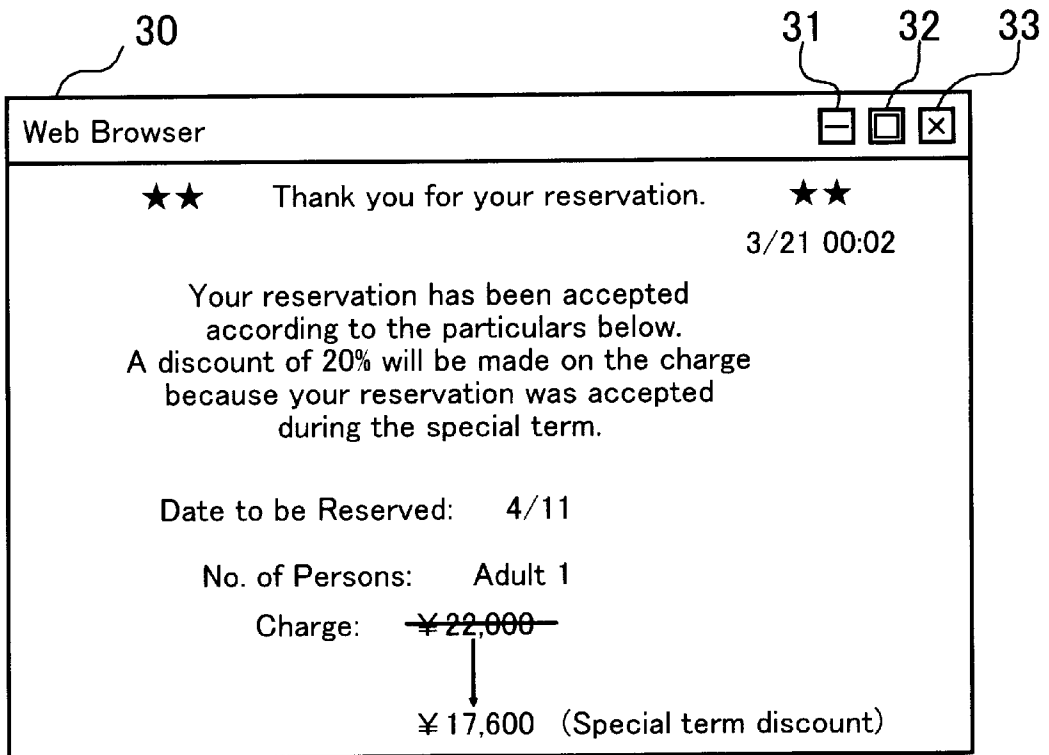 30 31 32 33
Web Browser
★★ Thank you for your reservation. ★★
3/21 00:02
Your reservation has been accepted
according to the particulars below.
A discount of 20% will be made on the charge
because your reservation was accepted
during the special term.
Date to be Reserved: 4/11
No. of Persons: Adult 1
Charge: ¥22,000
¥17,600 (Special term discount)